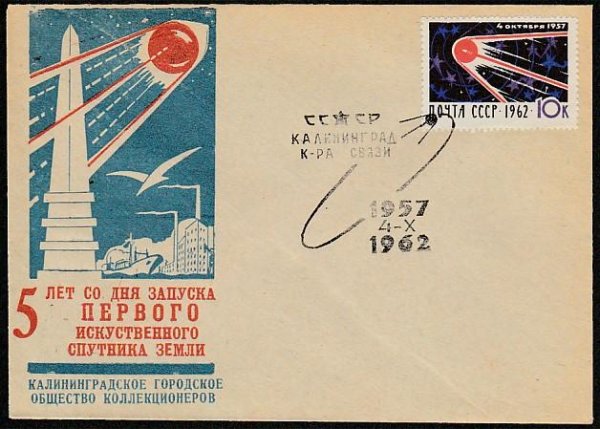 4 ОКТЯБРЯ 1957
ПОЧТА СССР · 1962 · 10К
СССР
КАЛИНИНГРАД
К-РА СВЯЗИ
1957
4-X
1962
5 ЛЕТ СО ДНЯ ЗАПУСКА
ПЕРВОГО
ИСКУСТВЕННОГО
СПУТНИКА ЗЕМЛИ
КАЛИНИНГРАДСКОЕ ГОРОДСКОЕ
ОБЩЕСТВО КОЛЛЕКЦИОНЕРОВ